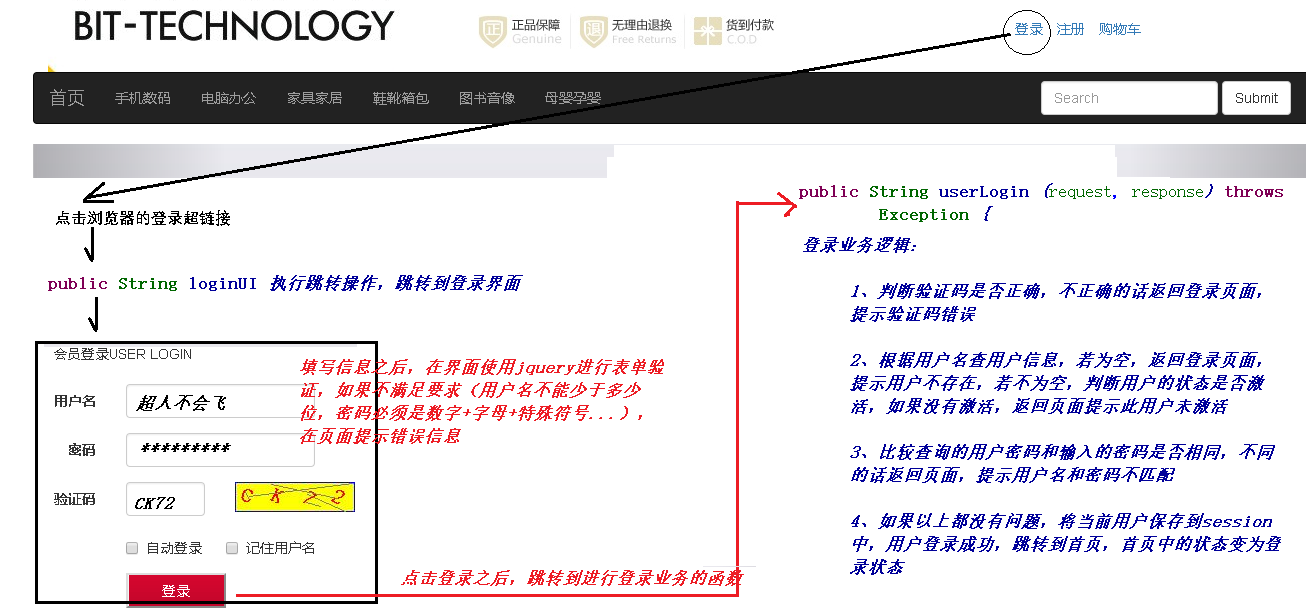 BIT-TECHNOLOGY
正品保障
Genuine
无理由退换
Free Returns
货到付款
C.O.D
登录 注册 购物车
首页 手机数码 电脑办公 家具家居 鞋靴箱包 图书音像 母婴孕婴
Search
Submit
点击浏览器的登录超链接
public String loginUI 执行跳转操作，跳转到登录界面
会员登录USER LOGIN
用户名
超人不会飞
密码
*********
验证码
CK72
C K 7 2
自动登录
记住用户名
登录
填写信息之后，在界面使用jquery进行表单验
证，如果不满足要求（用户名不能少于多少
位，密码必须是数字+字母+特殊符号...），
在页面提示错误信息
点击登录之后，跳转到进行登录业务的函数
public String userLogin (request, response) throws
Exception {
登录业务逻辑：
1、判断验证码是否正确，不正确的话返回登录页面，
提示验证码错误
2、根据用户名查用户信息，若为空，返回登录页面，
提示用户不存在，若不为空，判断用户的状态是否激
活，如果没有激活，返回页面提示此用户未激活
3、比较查询的用户密码和输入的密码是否相同，不同
的话返回页面，提示用户名和密码不匹配
4、如果以上都没有问题，将当前用户保存到session
中，用户登录成功，跳转到首页，首页中的状态变为登
录状态